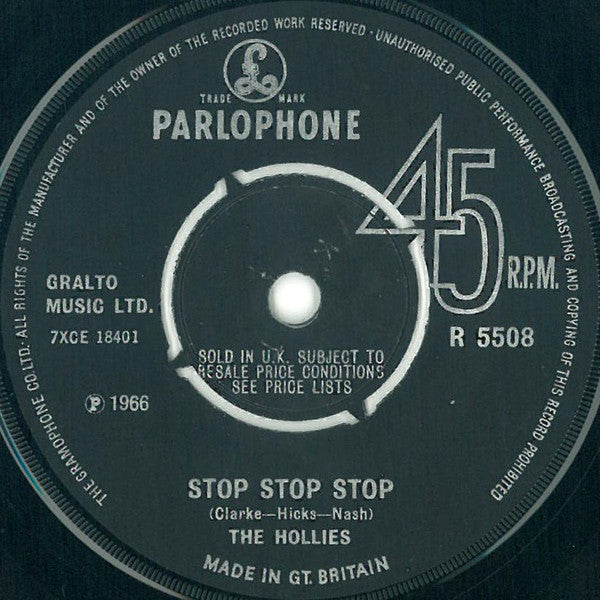 THE GRAMOPHONE CO. LTD. · ALL RIGHTS OF THE MANUFACTURER AND OF THE OWNER OF THE RECORDED WORK RESERVED · UNAUTHORISED PUBLIC PERFORMANCE BROADCASTING AND COPYING OF THIS RECORD PROHIBITED
£
TRADE MARK
PARLOPHONE
45
R.P.M.
GRALTO
MUSIC LTD.
7XCE 18401
R 5508
SOLD IN U.K. SUBJECT TO
RESALE PRICE CONDITIONS
SEE PRICE LISTS
Ⓟ 1966
STOP STOP STOP
(Clarke—Hicks—Nash)
THE HOLLIES
MADE IN GT. BRITAIN